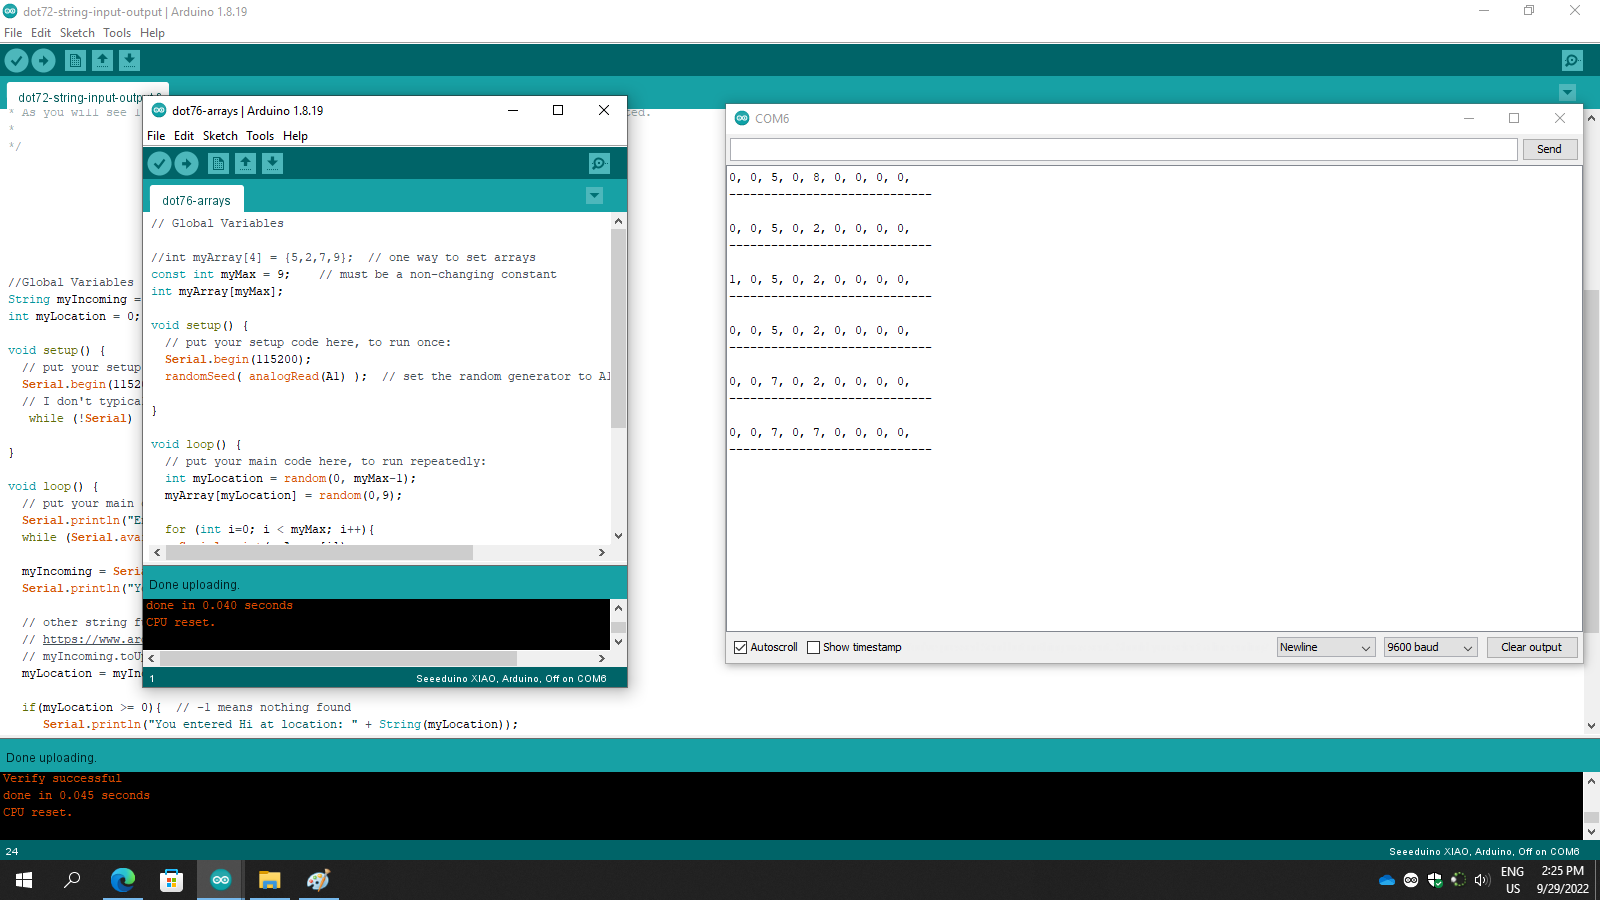 dot72-string-input-output | Arduino 1.8.19
File Edit Sketch Tools Help
dot72-string-input-outp
* As you will see I
*
*/
//Global Variables
String myIncoming =
int myLocation = 0;
void setup() {
// put your setup
Serial.begin(1152
// I don't typica
while (!Serial)
}
void loop() {
// put your main
Serial.println("E
while (Serial.ava
myIncoming = Seri
Serial.println("Y
// other string f
// https://www.ar
// myIncoming.toU
myLocation = myIn
if(myLocation >= 0){ // -1 means nothing found
Serial.println("You entered Hi at location: " + String(myLocation));
Done uploading.
Verify successful
done in 0.045 seconds
CPU reset.
24
Seeeduino XIAO, Arduino, Off on COM6
dot76-arrays | Arduino 1.8.19
File Edit Sketch Tools Help
dot76-arrays
// Global Variables
//int myArray[4] = {5,2,7,9}; // one way to set arrays
const int myMax = 9; // must be a non-changing constant
int myArray[myMax];
void setup() {
// put your setup code here, to run once:
Serial.begin(115200);
randomSeed( analogRead(A1) ); // set the random generator to A1
}
void loop() {
// put your main code here, to run repeatedly:
int myLocation = random(0, myMax-1);
myArray[myLocation] = random(0,9);
for (int i=0; i < myMax; i++){
Done uploading.
done in 0.040 seconds
CPU reset.
1
Seeeduino XIAO, Arduino, Off on COM6
COM6
Send
0, 0, 5, 0, 8, 0, 0, 0, 0,
-----------------------------
0, 0, 5, 0, 2, 0, 0, 0, 0,
-----------------------------
1, 0, 5, 0, 2, 0, 0, 0, 0,
-----------------------------
0, 0, 5, 0, 2, 0, 0, 0, 0,
-----------------------------
0, 0, 7, 0, 2, 0, 0, 0, 0,
-----------------------------
0, 0, 7, 0, 7, 0, 0, 0, 0,
-----------------------------
Autoscroll Show timestamp Newline 9600 baud Clear output
ENG
US
2:25 PM
9/29/2022